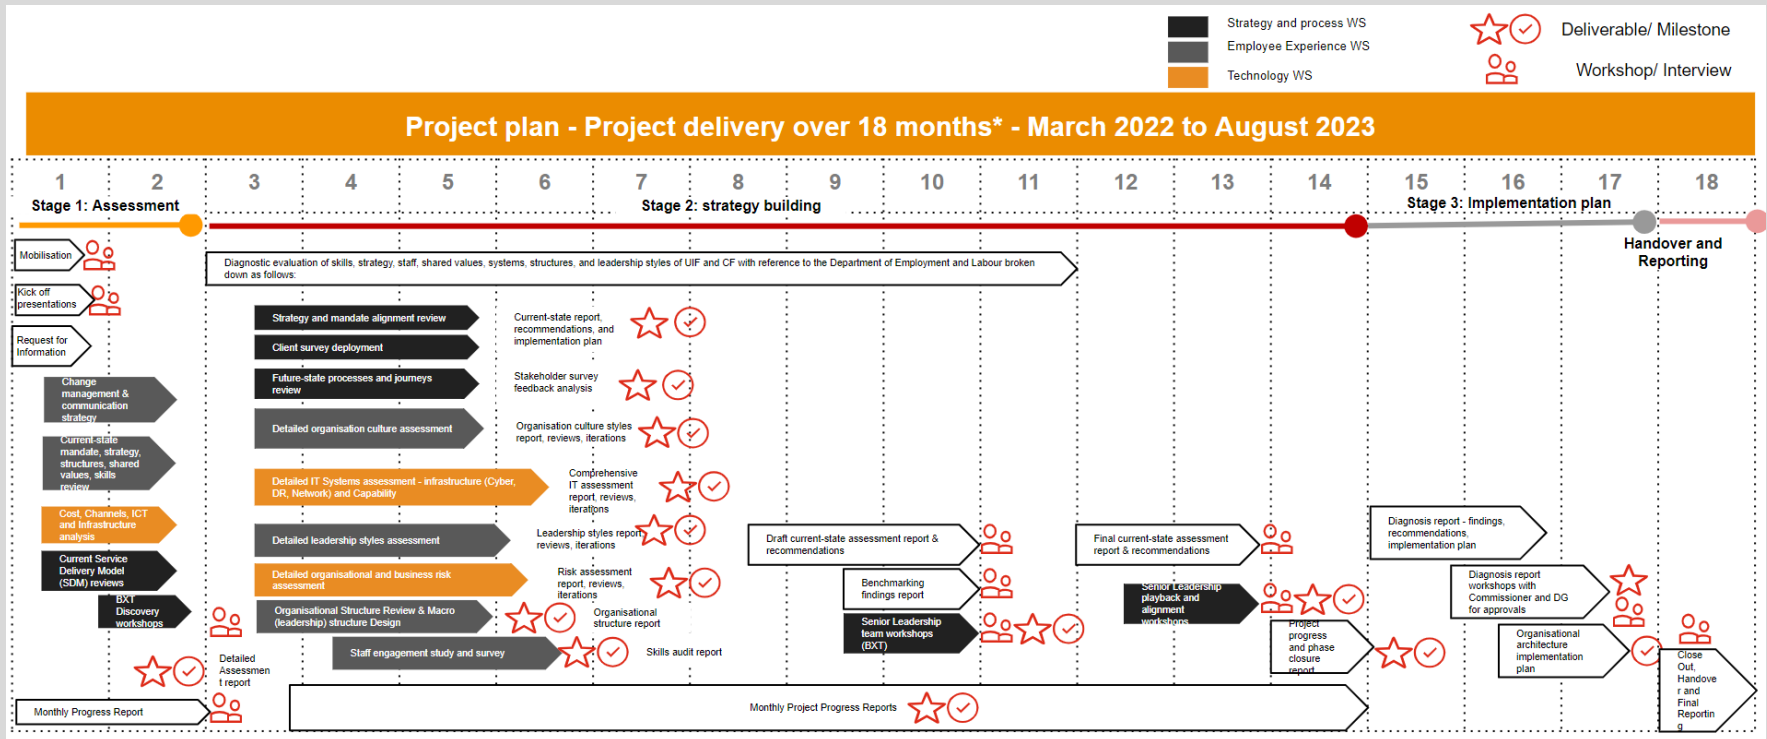 Strategy and process WS
Employee Experience WS
Technology WS
Deliverable/ Milestone
Workshop/ Interview
Project plan - Project delivery over 18 months* - March 2022 to August 2023
1 2 3 4 5 6 7 8 9 10 11 12 13 14 15 16 17 18
Stage 1: Assessment
Stage 2: strategy building
Stage 3: Implementation plan
Handover and
Reporting
Mobilisation
Kick off
presentations
Request for
Information
Change
management &
communication
strategy
Current-state
mandate, strategy,
structures, shared
values, skills
review
Cost, Channels, ICT
and Infrastructure
analysis
Current Service
Delivery Model
(SDM) reviews
BXT
Discovery
workshops
Detailed
Assessmen
t report
Monthly Progress Report
Diagnostic evaluation of skills, strategy, staff, shared values, systems, structures, and leadership styles of UIF and CF with reference to the Department of Employment and Labour broken
down as follows:
Strategy and mandate alignment review
Client survey deployment
Future-state processes and journeys
review
Detailed organisation culture assessment
Detailed IT Systems assessment - infrastructure (Cyber,
DR, Network) and Capability
Detailed leadership styles assessment
Detailed organisational and business risk
assessment
Organisational Structure Review & Macro
(leadership) structure Design
Staff engagement study and survey
Current-state report,
recommendations, and
implementation plan
Stakeholder survey
feedback analysis
Organisation culture styles
report, reviews, iterations
Comprehensive
IT assessment
report, reviews,
iterations
Leadership styles report,
reviews, iterations
Risk assessment
report, reviews,
iterations
Organisational
structure report
Skills audit report
Monthly Project Progress Reports
Draft current-state assessment report &
recommendations
Benchmarking
findings report
Senior Leadership
team workshops
(BXT)
Final current-state assessment
report & recommendations
Senior Leadership
playback and
alignment
workshops
Project
progress
and phase
closure
report
Diagnosis report - findings,
recommendations,
implementation plan
Diagnosis report
workshops with
Commissioner and DG
for approvals
Organisational
architecture
implementation
plan
Close
Out,
Handove
r and
Final
Reportin
g